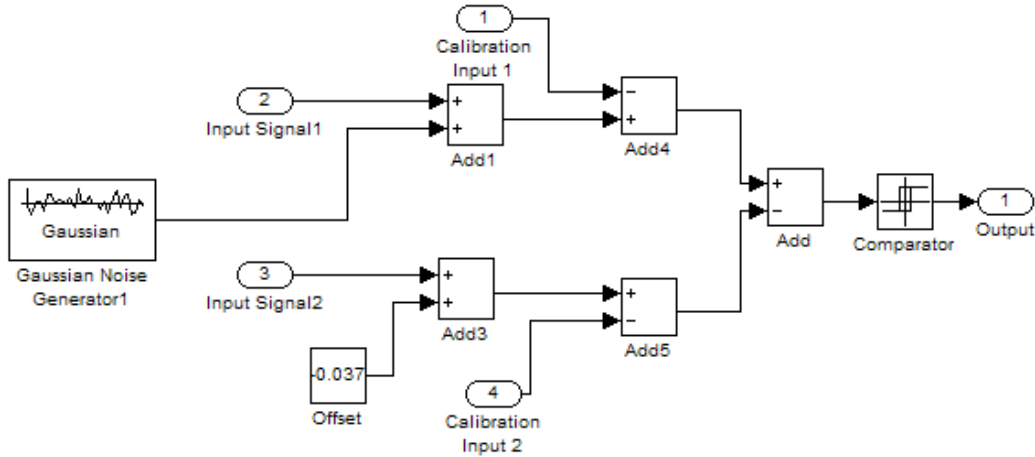 1
Calibration
Input 1
2
Input Signal1
+
+
Add1
−
+
Add4
Gaussian
Gaussian Noise
Generator1
+
−
Add
Comparator
1
Output
3
Input Signal2
+
+
Add3
+
−
Add5
-0.037
Offset
4
Calibration
Input 2